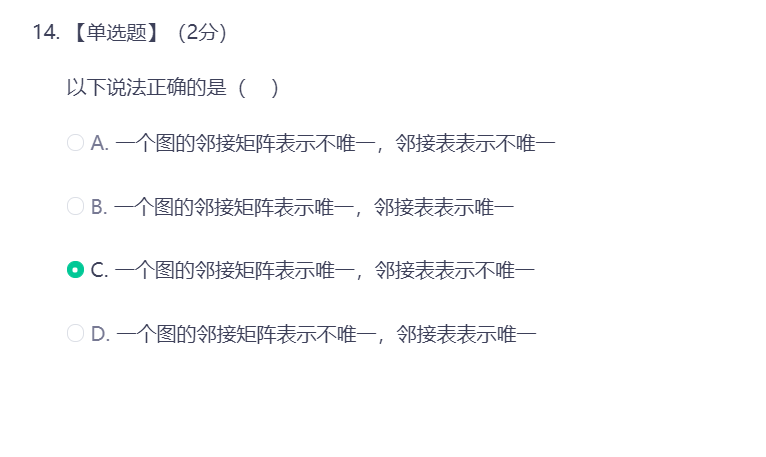 14. 【单选题】（2分）
以下说法正确的是（    ）
A. 一个图的邻接矩阵表示不唯一，邻接表表示不唯一
B. 一个图的邻接矩阵表示唯一，邻接表表示唯一
C. 一个图的邻接矩阵表示唯一，邻接表表示不唯一
D. 一个图的邻接矩阵表示不唯一，邻接表表示唯一